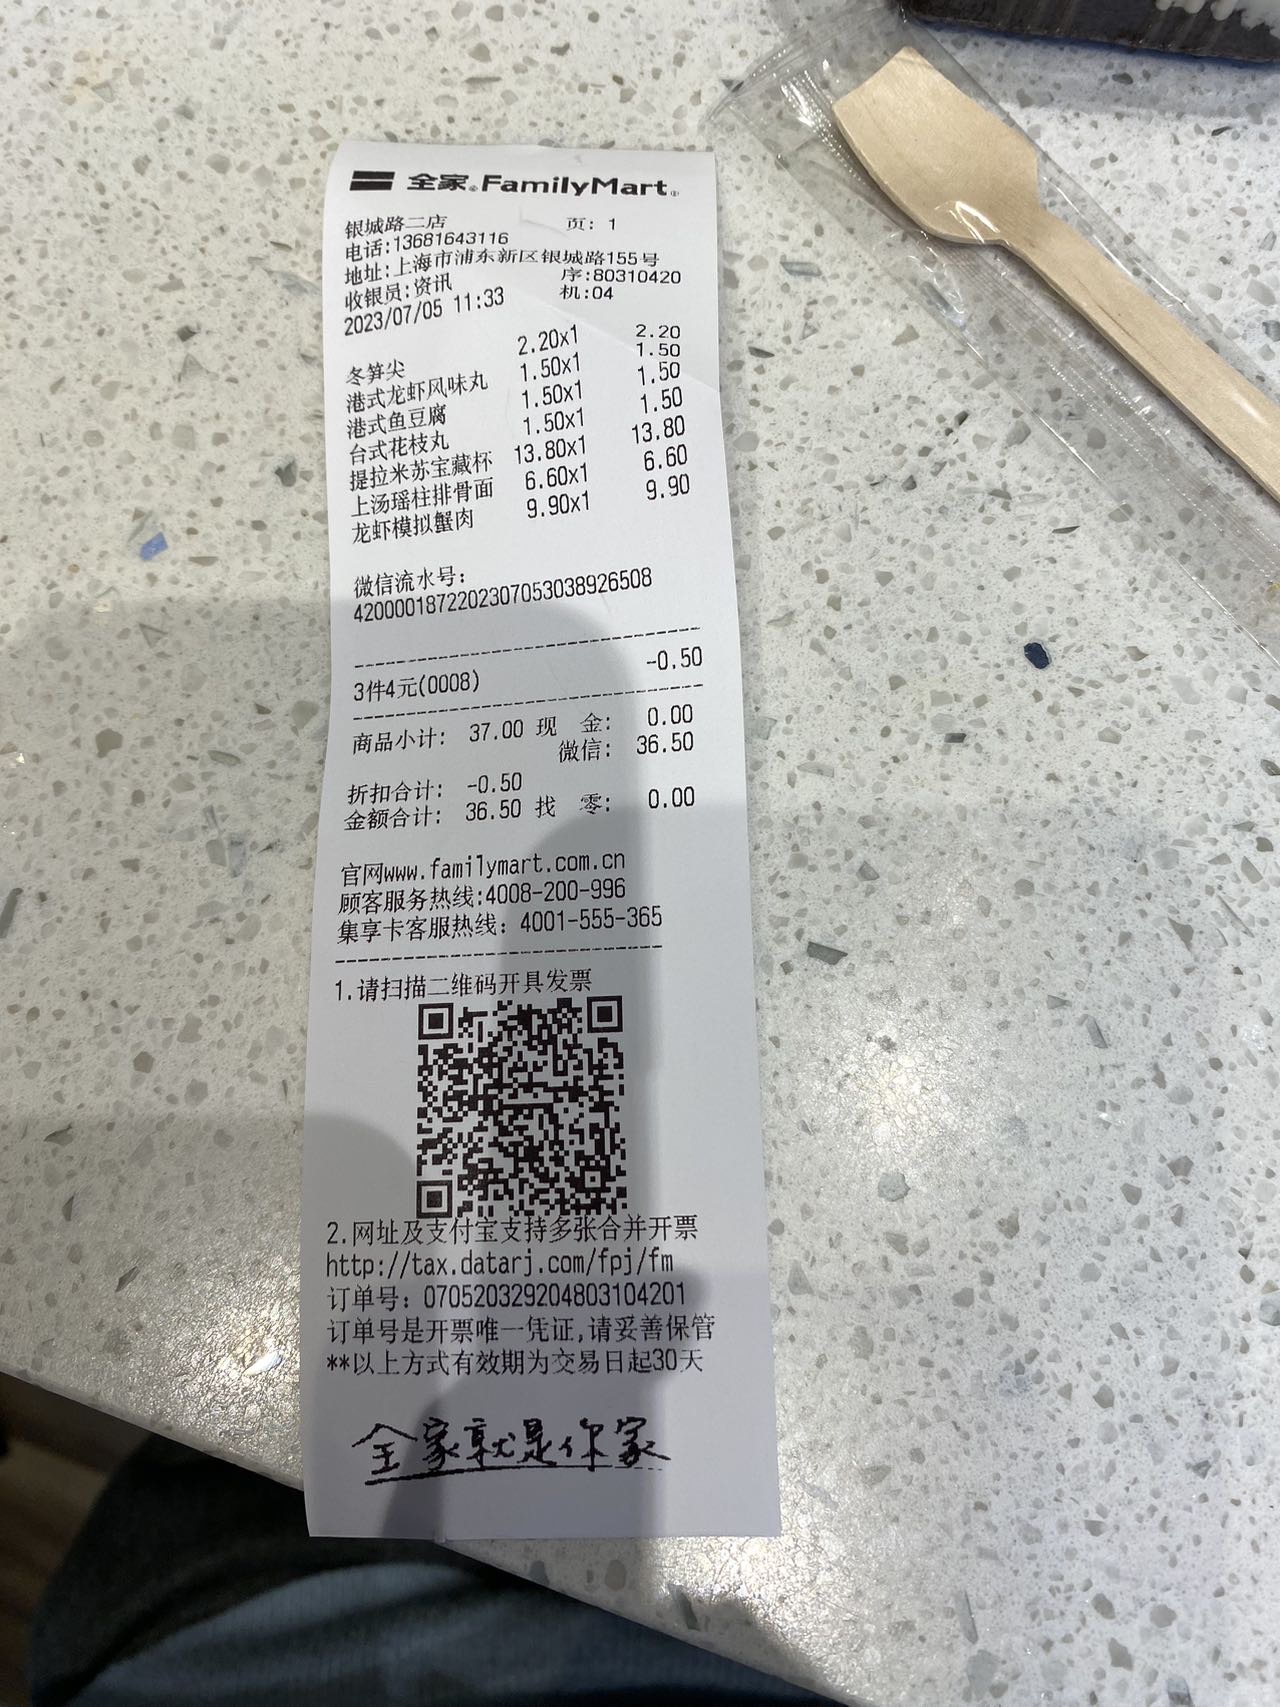 全家 FamilyMart
银城路二店 页: 1
电话:13681643116
地址:上海市浦东新区银城路155号
收银员:资讯 序:80310420
2023/07/05 11:33 机:04
冬笋尖 2.20x1 2.20
港式龙虾风味丸 1.50x1 1.50
港式鱼豆腐 1.50x1 1.50
台式花枝丸 1.50x1 1.50
提拉米苏宝藏杯 13.80x1 13.80
上汤瑶柱排骨面 6.60x1 6.60
龙虾模拟蟹肉 9.90x1 9.90
微信流水号:
4200001872202307053038926508
3件4元(0008) -0.50
商品小计: 37.00 现 金: 0.00
微信: 36.50
折扣合计: -0.50
金额合计: 36.50 找 零: 0.00
官网www.familymart.com.cn
顾客服务热线:4008-200-996
集享卡客服热线: 4001-555-365
1.请扫描二维码开具发票
2.网址及支付宝支持多张合并开票
http://tax.datarj.com/fpj/fm
订单号: 070520329204803104201
订单号是开票唯一凭证,请妥善保管
**以上方式有效期为交易日起30天
全家就是你家